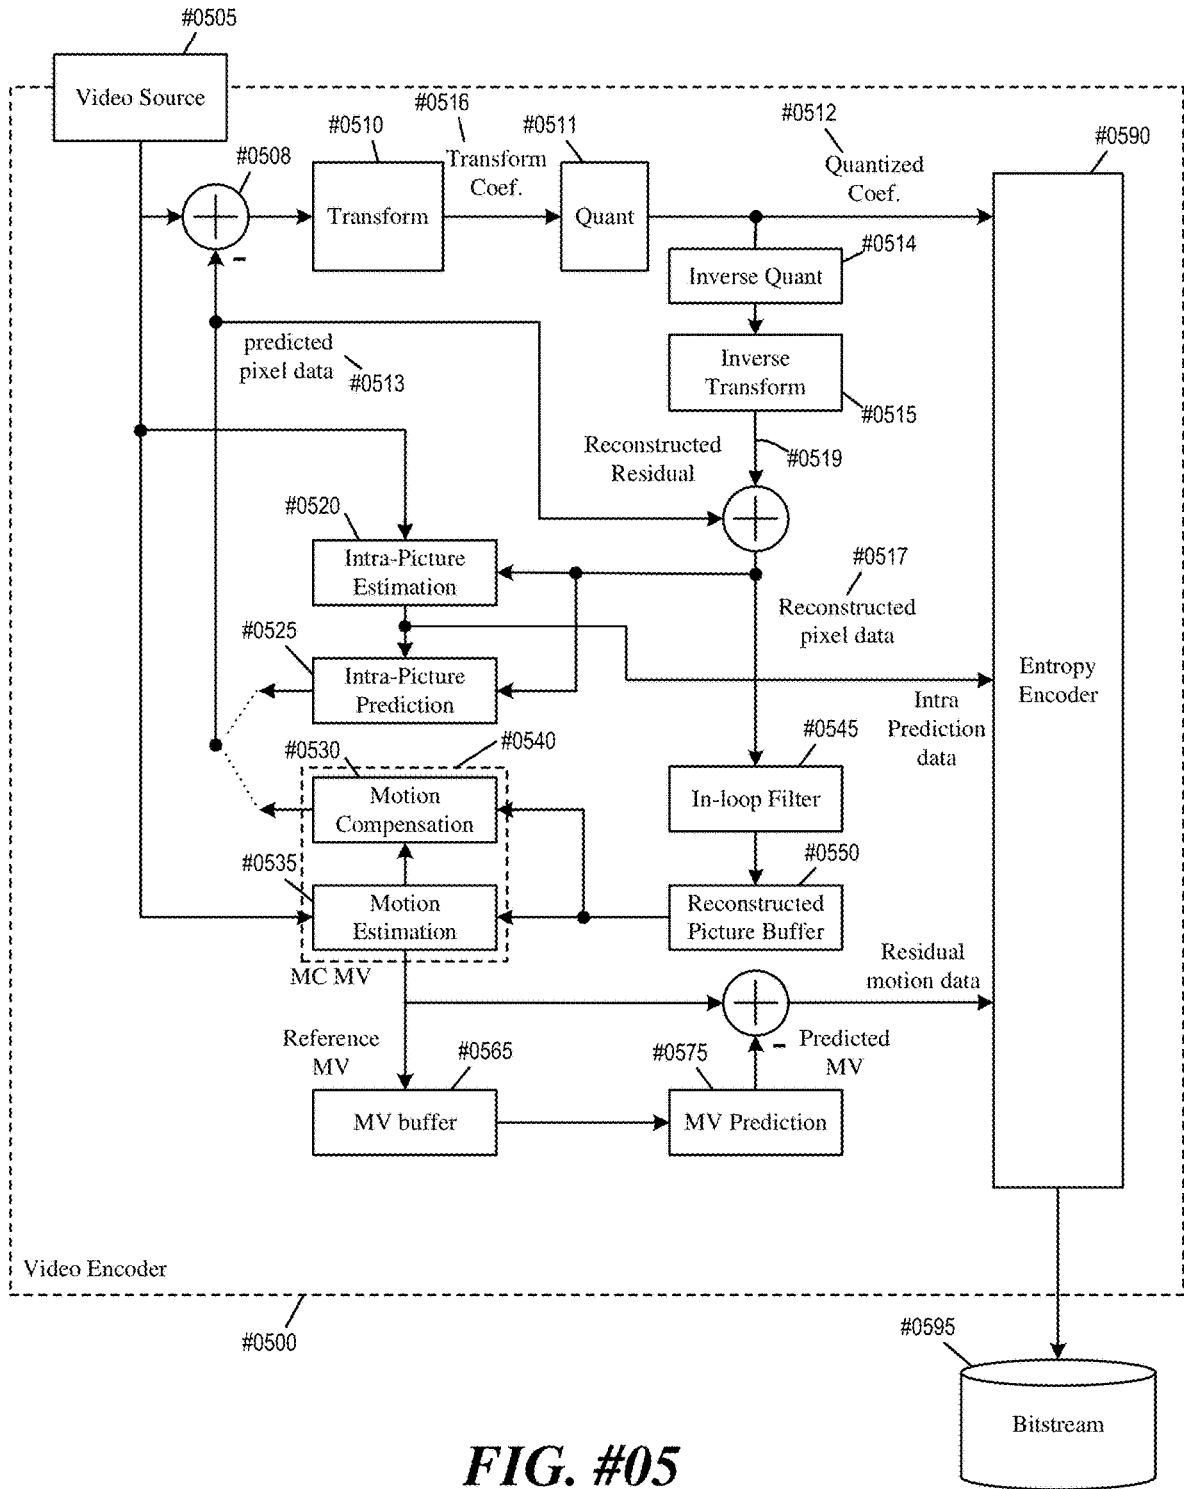 #0505
Video Source
#0508
#0510
Transform
#0516
Transform
Coef.
#0511
Quant
#0512
Quantized
Coef.
#0590
-
#0514
Inverse Quant
predicted
pixel data
#0513
Inverse
Transform
#0515
Reconstructed
Residual
#0519
#0520
Intra-Picture
Estimation
#0517
Reconstructed
pixel data
#0525
Intra-Picture
Prediction
Entropy
Encoder
Intra
Prediction
data
#0530
#0540
#0545
Motion
Compensation
In-loop Filter
#0535
#0550
Motion
Estimation
Reconstructed
Picture Buffer
MC MV
Residual
motion data
Reference
MV
#0565
#0575
-
Predicted
MV
MV buffer
MV Prediction
Video Encoder
#0500
#0595
Bitstream
FIG. #05